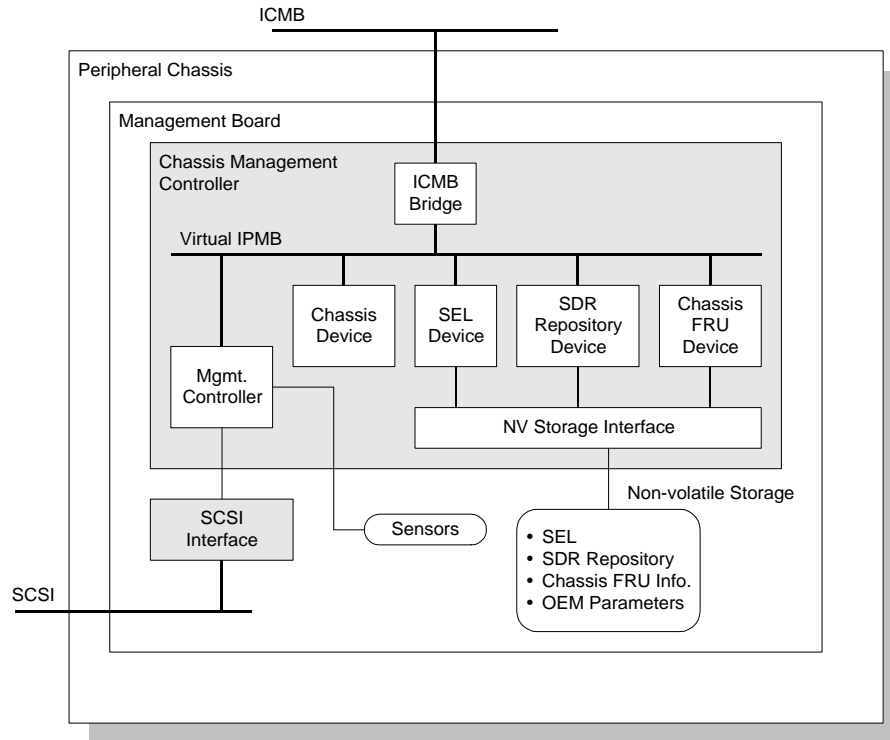 ICMB
Peripheral Chassis
Management Board
Chassis Management
Controller
ICMB
Bridge
Virtual IPMB
Chassis
Device
SEL
Device
SDR
Repository
Device
Chassis
FRU
Device
Mgmt.
Controller
NV Storage Interface
Non-volatile Storage
SCSI
Interface
Sensors
• SEL
• SDR Repository
• Chassis FRU Info.
• OEM Parameters
SCSI